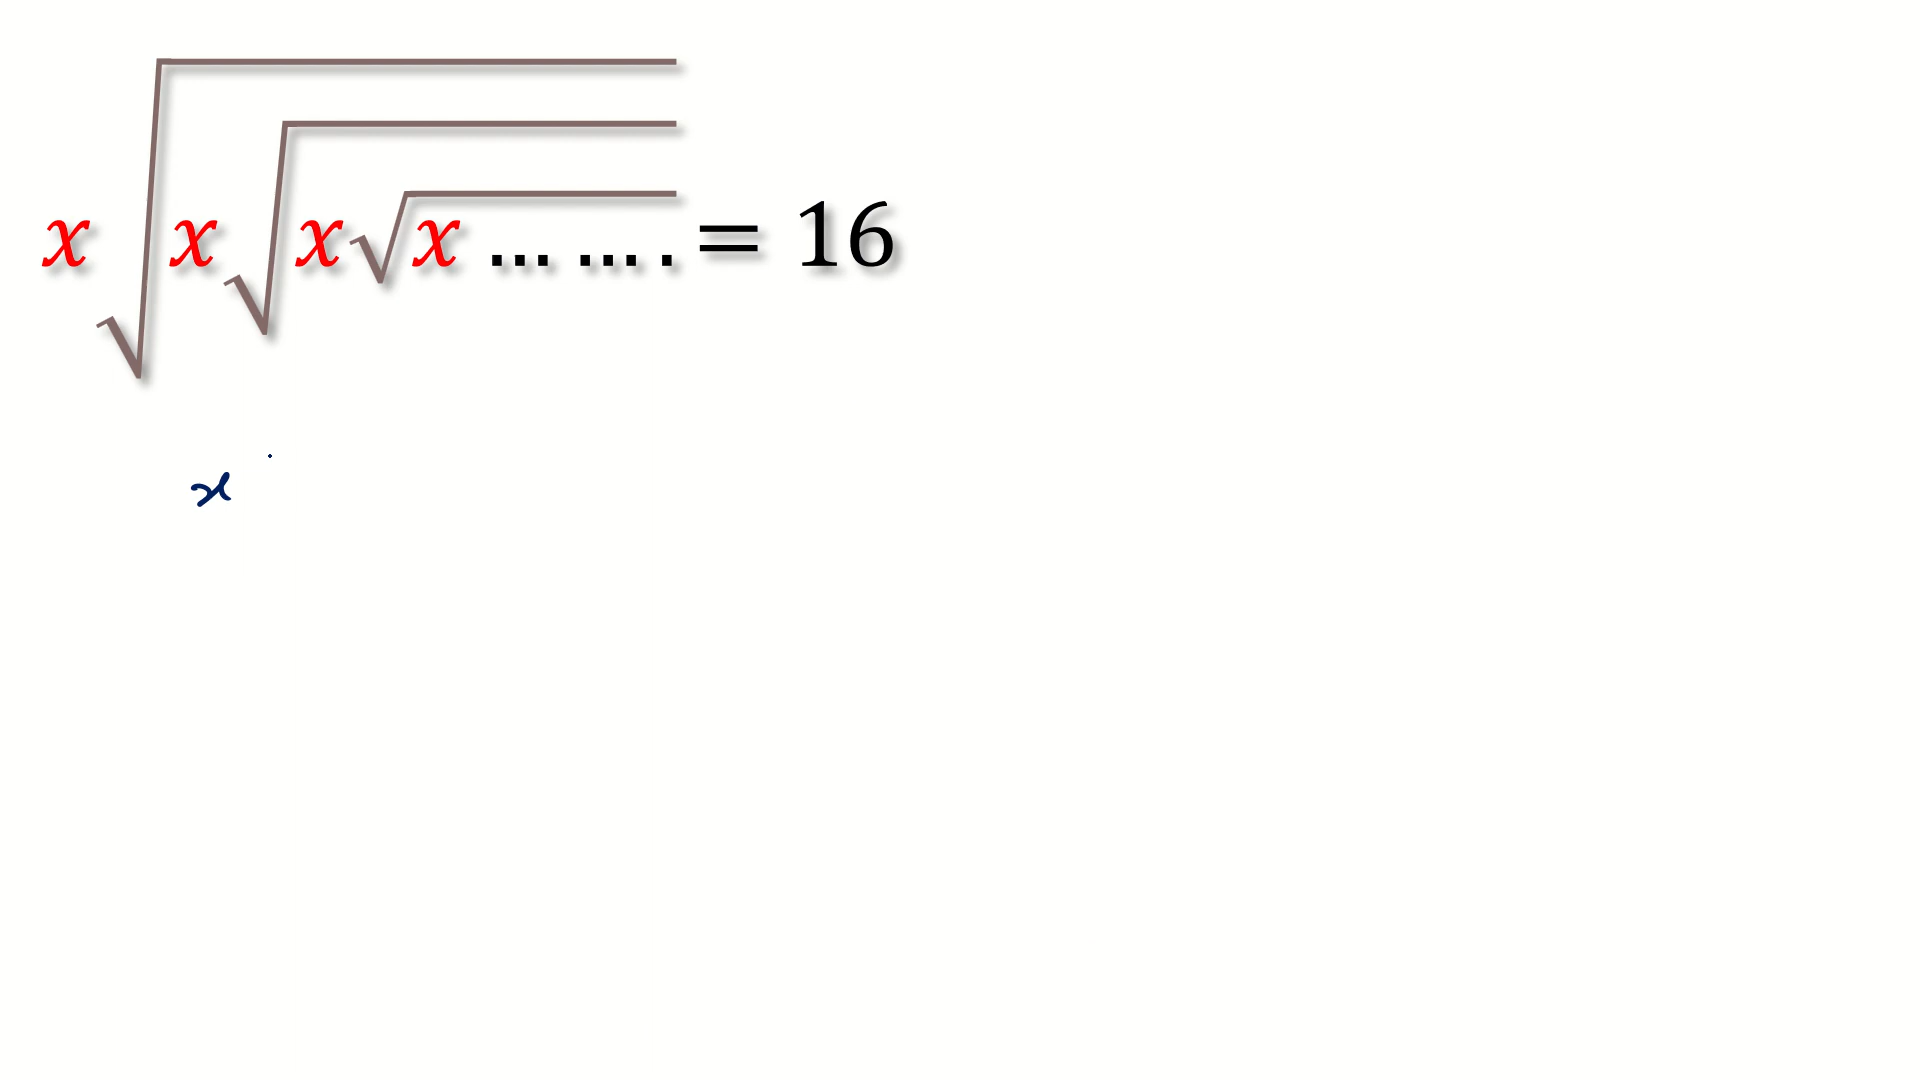 x√x√x√x ... ... . = 16
x